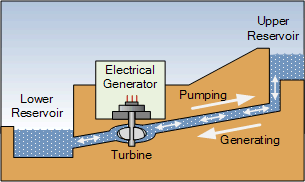 Upper
Reservoir
Electrical
Generator
Pumping
Lower
Reservoir
Generating
Turbine